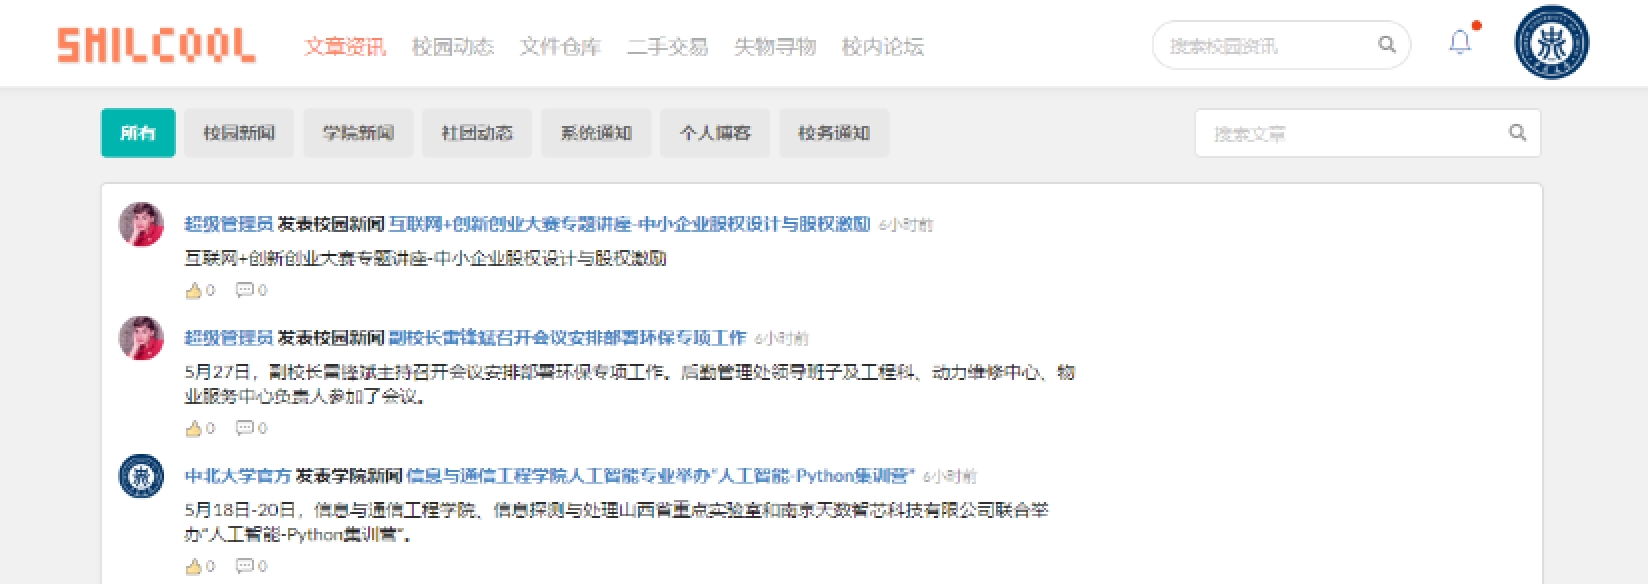 SMILCOOL 文章资讯 校园动态 文件仓库 二手交易 失物寻物 校内论坛 搜索校园资讯
所有 校园新闻 学院新闻 社团动态 系统通知 个人博客 校务通知 搜索文章
超级管理员 发表校园新闻 互联网+创新创业大赛专题讲座-中小企业股权设计与股权激励 6小时前
互联网+创新创业大赛专题讲座-中小企业股权设计与股权激励
0 0
超级管理员 发表校园新闻 副校长雷锋斌召开会议安排部署环保专项工作 6小时前
5月27日，副校长雷锋斌主持召开会议安排部署环保专项工作。后勤管理处领导班子及工程科、动力维修中心、物
业服务中心负责人参加了会议。
0 0
中北大学官方 发表学院新闻 信息与通信工程学院人工智能专业举办“人工智能-Python集训营” 6小时前
5月18日-20日，信息与通信工程学院、信息探测与处理山西省重点实验室和南京天数智芯科技有限公司联合举
办“人工智能-Python集训营”。
0 0